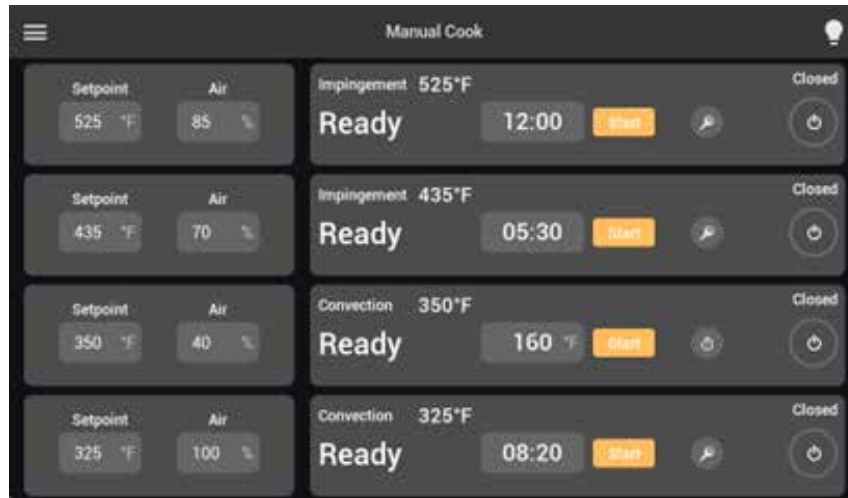 Manual Cook
Setpoint Air
525 °F 85 %
Impingement 525°F
Closed
Ready 12:00 Start
Setpoint Air
435 °F 70 %
Impingement 435°F
Closed
Ready 05:30 Start
Setpoint Air
350 °F 40 %
Convection 350°F
Closed
Ready 160 °F Start
Setpoint Air
325 °F 100 %
Convection 325°F
Closed
Ready 08:20 Start